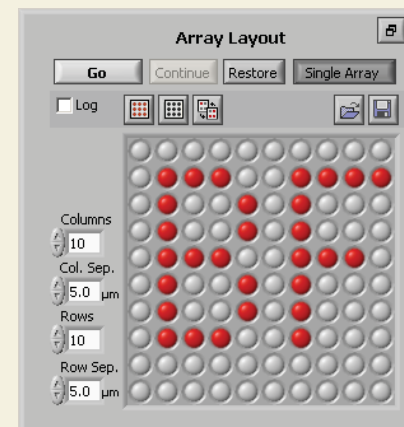 Array Layout
Go Continue Restore Single Array
Log
BF
Columns
10
Col. Sep.
5.0 µm
Rows
10
Row Sep.
5.0 µm